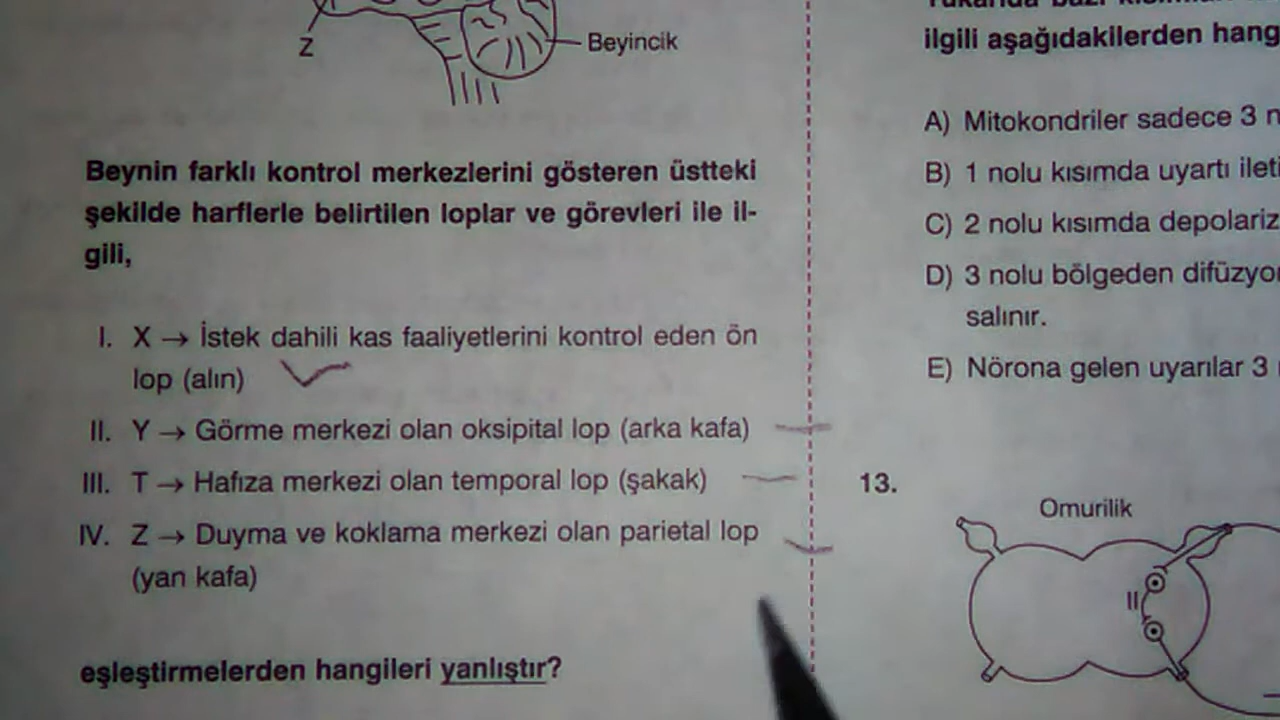 Z
Beyincik
Beynin farklı kontrol merkezlerini gösteren üstteki
şekilde harflerle belirtilen loplar ve görevleri ile il-
gili,
I. X → İstek dahili kas faaliyetlerini kontrol eden ön
lop (alın)
II. Y → Görme merkezi olan oksipital lop (arka kafa)
III. T → Hafıza merkezi olan temporal lop (şakak)
IV. Z → Duyma ve koklama merkezi olan parietal lop
(yan kafa)
eşleştirmelerden hangileri yanlıştır?
ilgili aşağıdakilerden hang
A) Mitokondriler sadece 3 n
B) 1 nolu kısımda uyartı ileti
C) 2 nolu kısımda depolariz
D) 3 nolu bölgeden difüzyo
salınır.
E) Nörona gelen uyarılar 3
13.
Omurilik
II